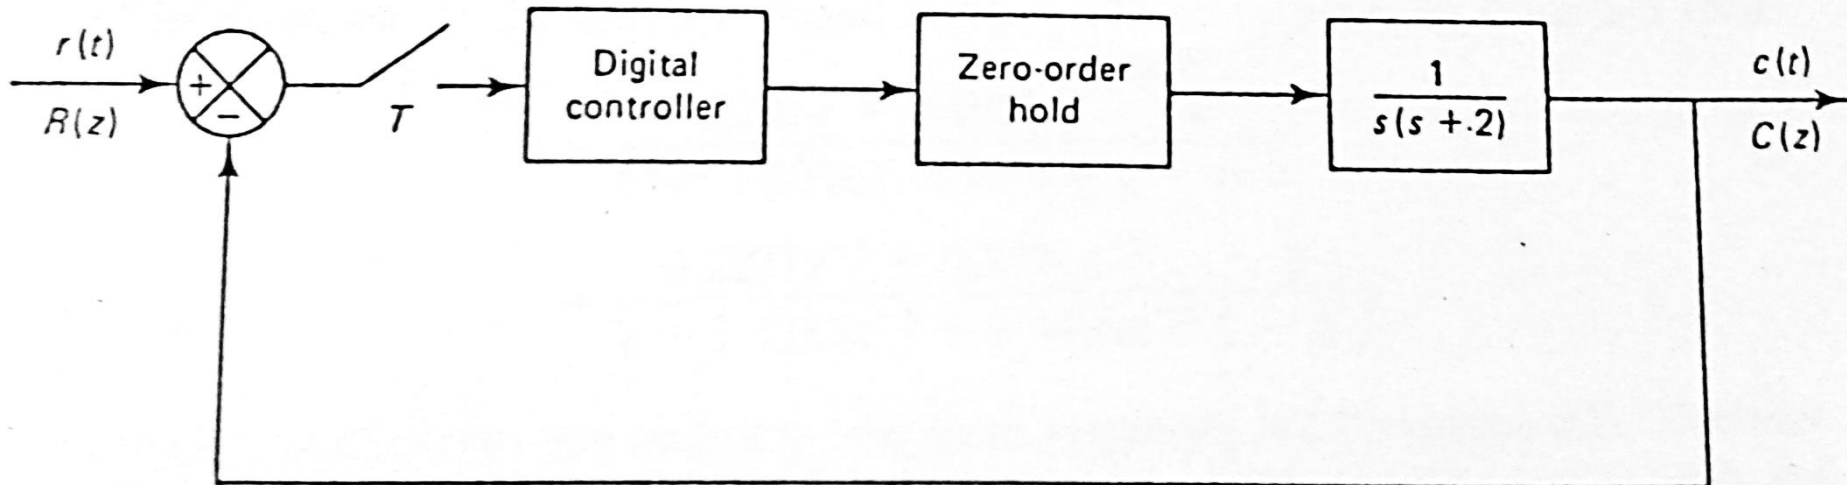 r(t)
R(z)
+
−
T
Digital
controller
Zero-order
hold
1
s(s + .2)
c(t)
C(z)